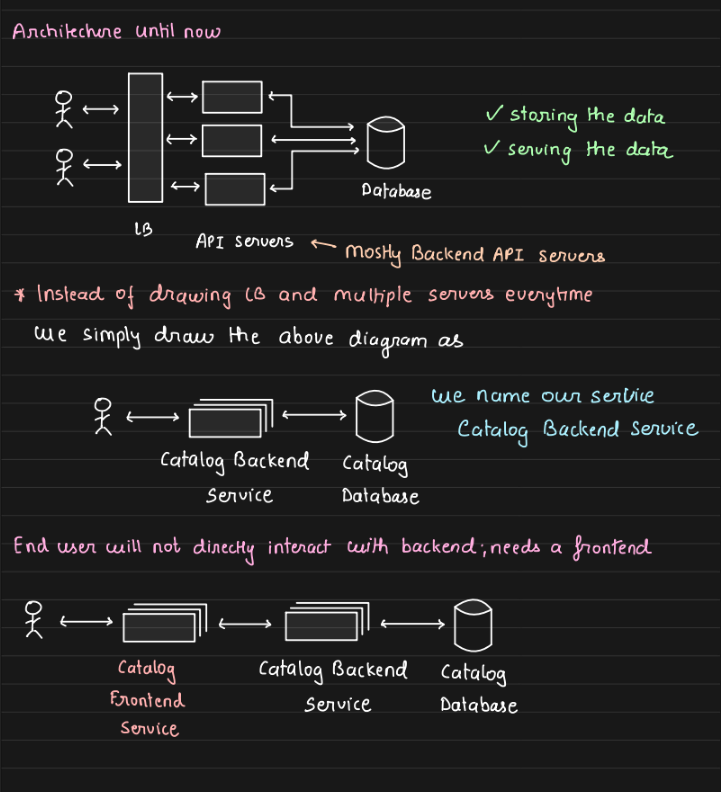 Architecture until now
✓ storing the data
✓ serving the data
Database
LB
API servers ← mostly Backend API servers
* Instead of drawing LB and multiple servers everytime
we simply draw the above diagram as
we name our service
Catalog Backend Service
Catalog Backend
Service
Catalog
Database
End user will not directly interact with backend; needs a frontend
Catalog
Frontend
Service
Catalog Backend
Service
Catalog
Database